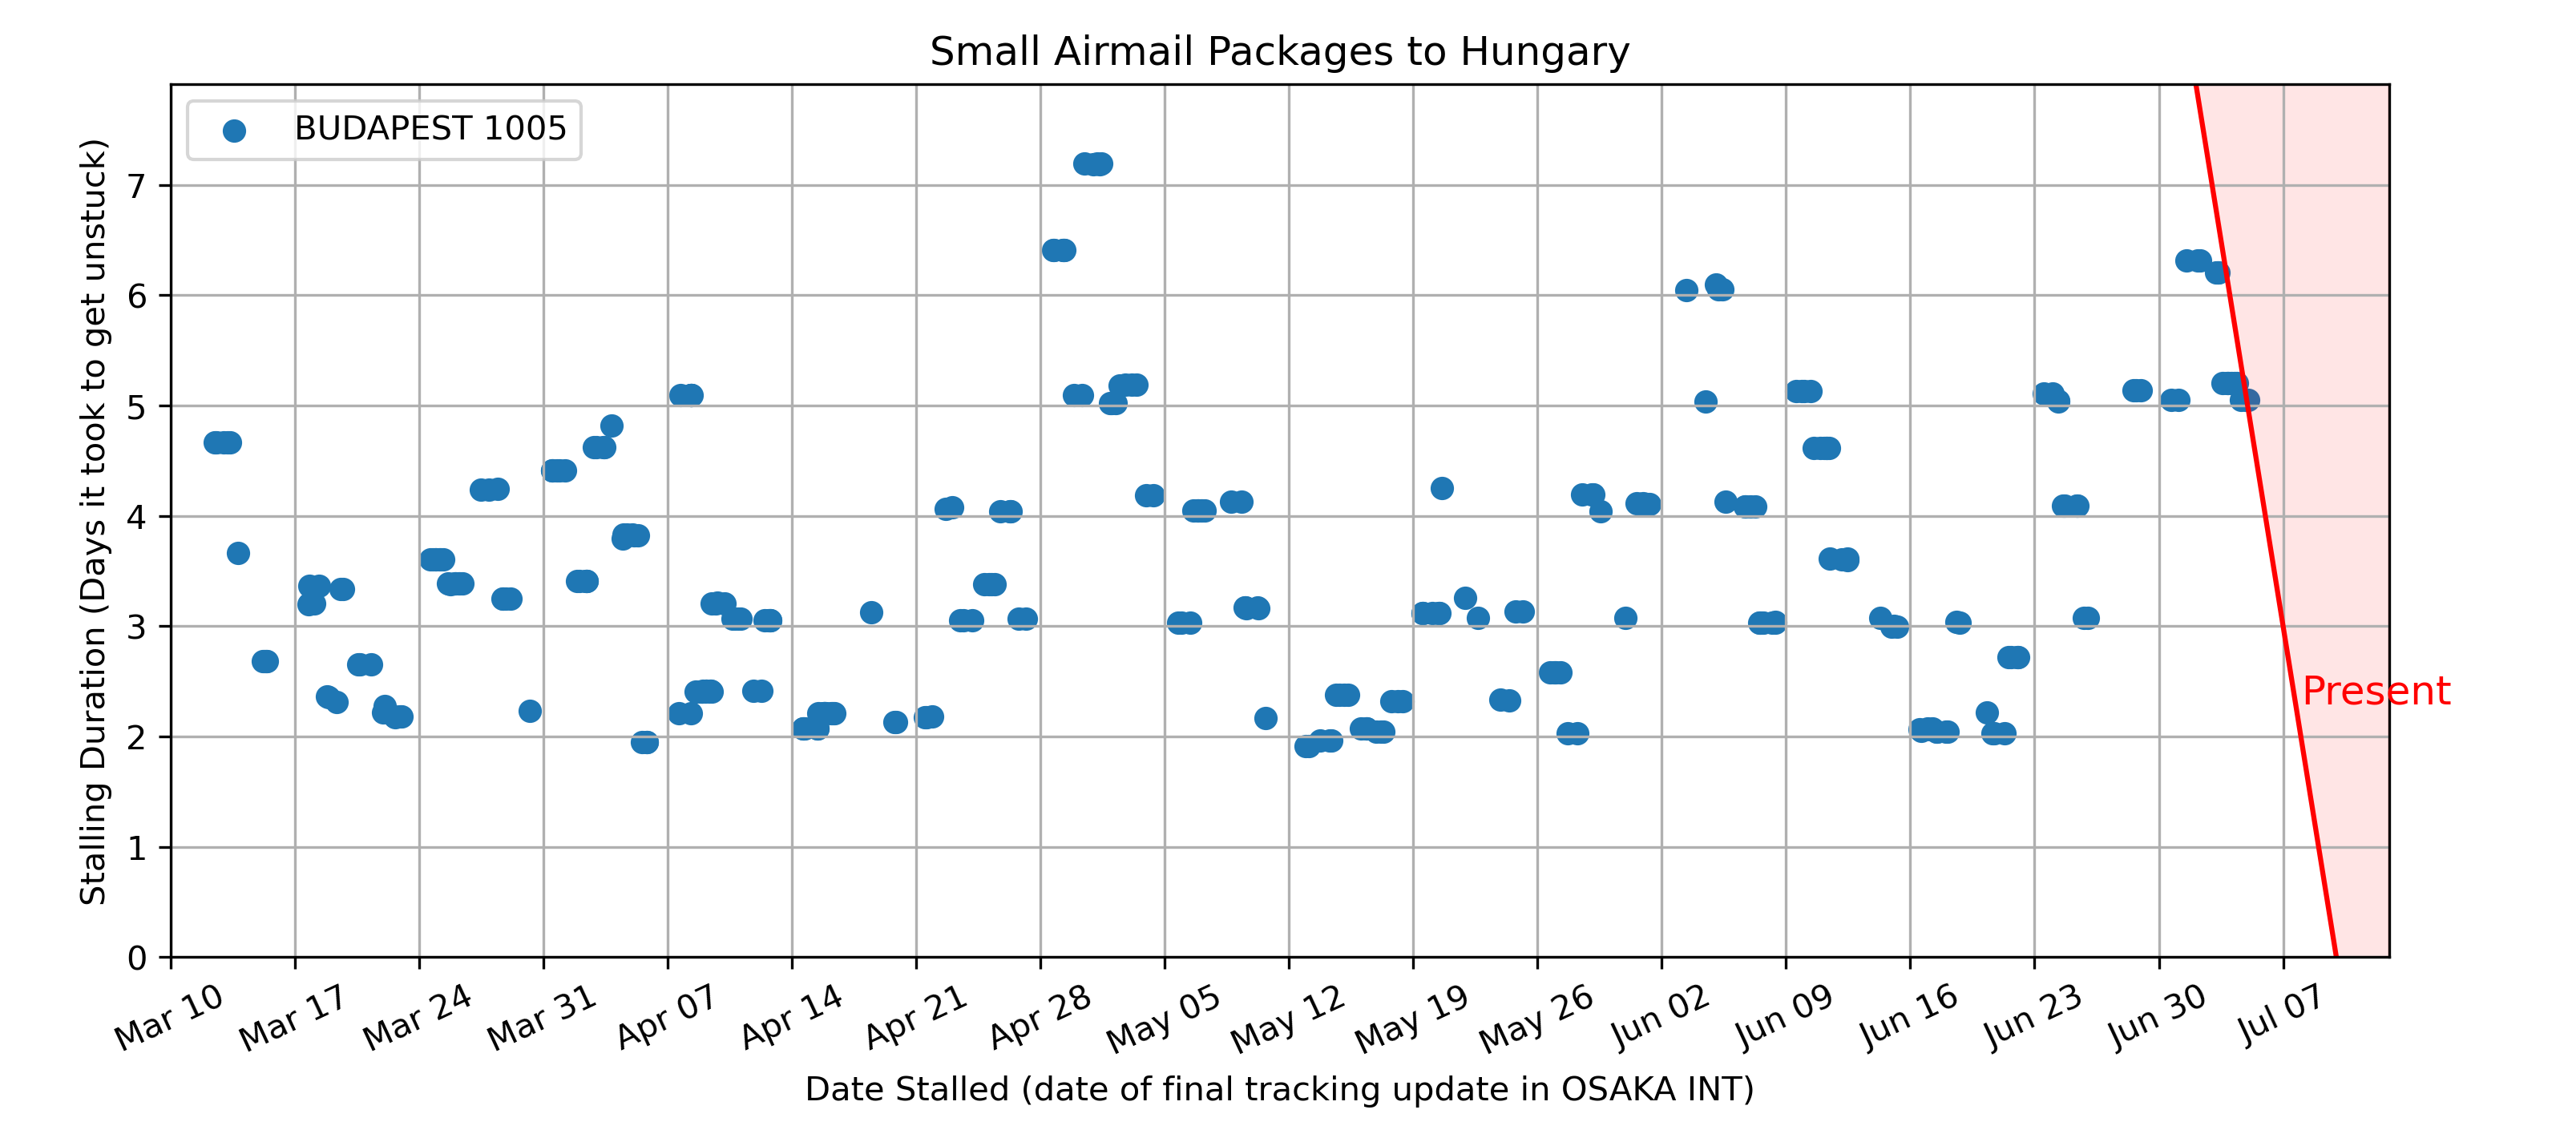 Small Airmail Packages to Hungary
BUDAPEST 1005
Stalling Duration (Days it took to get unstuck)
7
6
5
4
3
2
1
0
Present
Mar 10 Mar 17 Mar 24 Mar 31 Apr 07 Apr 14 Apr 21 Apr 28 May 05 May 12 May 19 May 26 Jun 02 Jun 09 Jun 16 Jun 23 Jun 30 Jul 07
Date Stalled (date of final tracking update in OSAKA INT)